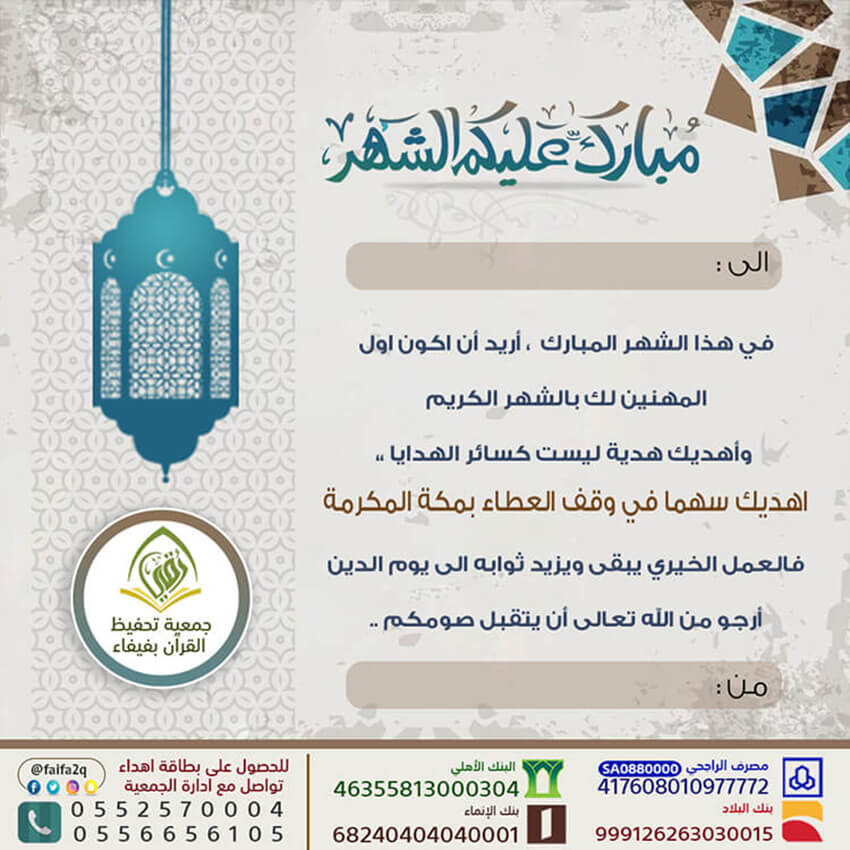 مبارك عليكم الشهر
الى :
في هذا الشهر المبارك ، أريد أن اكون اول
المهنين لك بالشهر الكريم
وأهديك هدية ليست كسائر الهدايا ،،
اهديك سهما في وقف العطاء بمكة المكرمة
فالعمل الخيري يبقى ويزيد ثوابه الى يوم الدين
أرجو من الله تعالى أن يتقبل صومكم ..
من :
جمعية تحفيظ
القرآن بفيفاء
مصرف الراجحي SA0880000
417608010977772
بنك البلاد
999126263030015
البنك الأهلي
46355813000304
بنك الإنماء
68240404040001
للحصول على بطاقة اهداء
تواصل مع ادارة الجمعية
@faifa2q
0552570004
0556656105